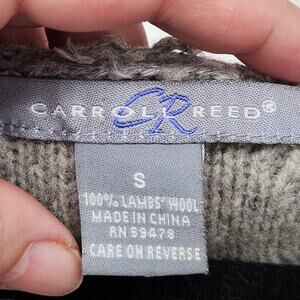 CARROLL REED®
CR
S
100% LAMBS' WOOL
MADE IN CHINA
RN 59478
CARE ON REVERSE